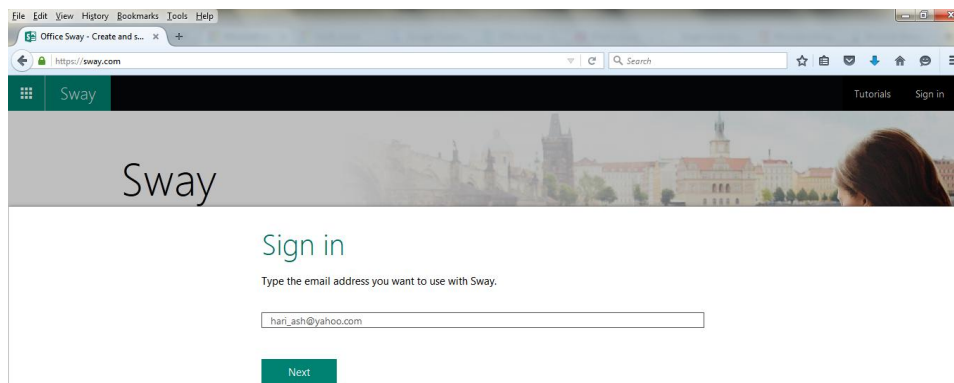 File Edit View History Bookmarks Tools Help
Office Sway - Create and s...
https://sway.com
Search
Sway
Tutorials Sign in
Sway
Sign in
Type the email address you want to use with Sway.
hari_ash@yahoo.com
Next